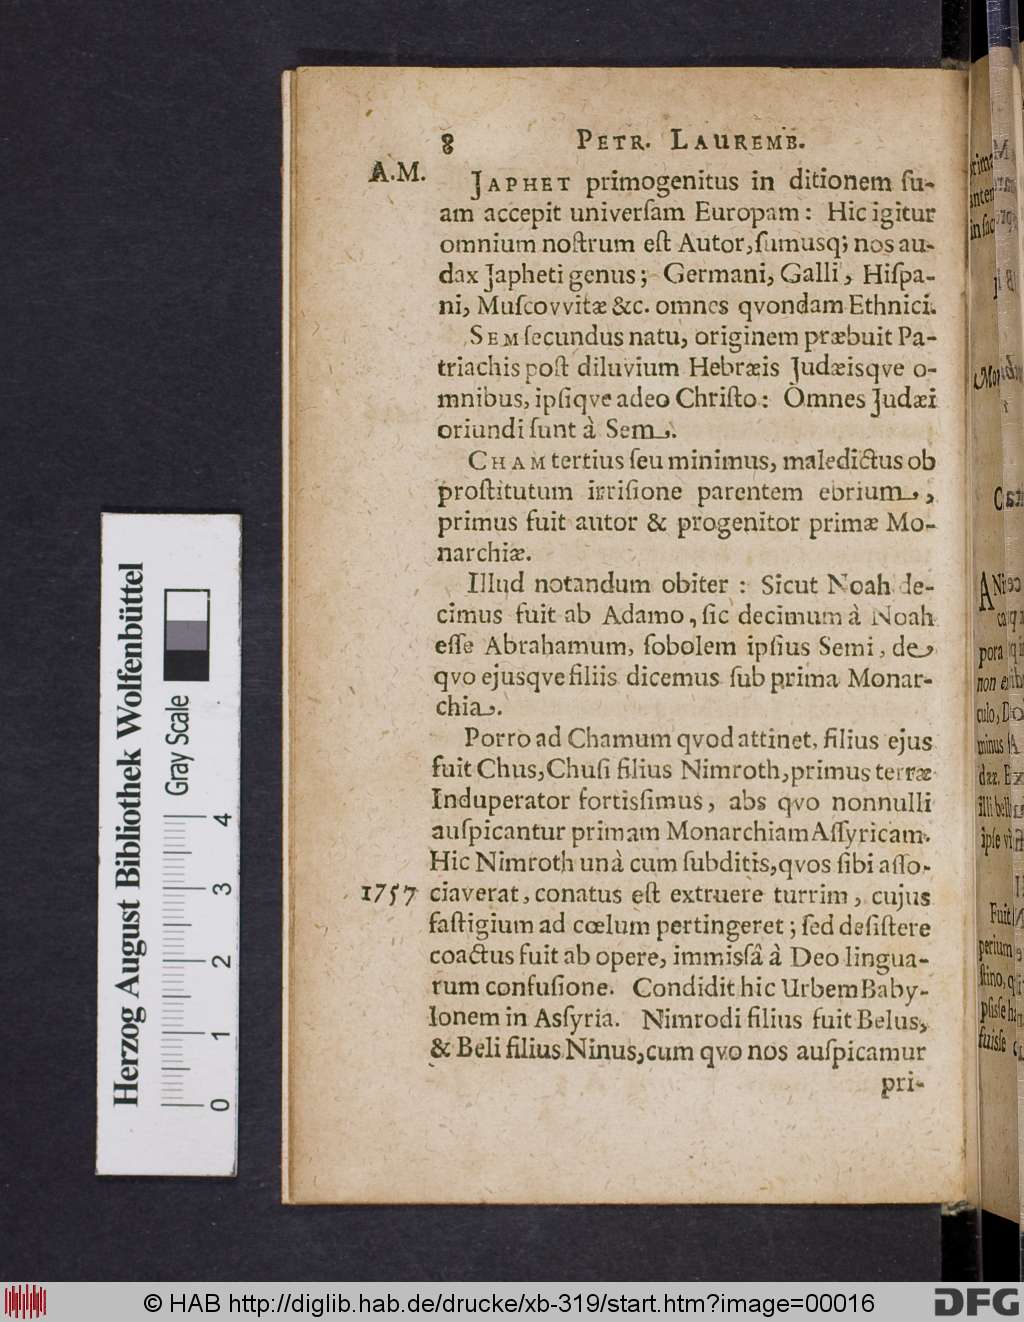 8 PETR. LAUREMB.
A.M.
JAPHET primogenitus in ditionem ſu-
am accepit univerſam Europam: Hic igitur
omnium noſtrum eſt Autor, ſumusq; nos au-
dax Japheti genus; Germani, Galli, Hiſpa-
ni, Muſcovvitæ &c. omnes qvondam Ethnici.
SEM ſecundus natu, originem præbuit Pa-
triachis poſt diluvium Hebræis Judæisqve o-
mnibus, ipſiqve adeo Chriſto: Omnes Judæi
oriundi ſunt à Sem.
CHAM tertius ſeu minimus, maledictus ob
proſtitutum irriſione parentem ebrium,
primus fuit autor & progenitor primæ Mo-
narchiæ.
Illud notandum obiter: Sicut Noah de-
cimus fuit ab Adamo, ſic decimum à Noah
eſſe Abrahamum, ſobolem ipſius Semi, de
qvo ejusqve filiis dicemus ſub prima Monar-
chia.
Porro ad Chamum qvod attinet, filius ejus
fuit Chus, Chuſi filius Nimroth, primus terræ
Induperator fortisſimus, abs qvo nonnulli
auſpicantur primam Monarchiam Aſſyricam.
Hic Nimroth unà cum ſubditis, qvos ſibi aſſo-
1757 ciaverat, conatus eſt extruere turrim, cujus
faſtigium ad cœlum pertingeret; ſed deſiſtere
coactus fuit ab opere, immisſâ à Deo lingua-
rum confuſione. Condidit hic Urbem Baby-
lonem in Asſyria. Nimrodi filius fuit Belus,
& Beli filius Ninus, cum qvo nos auſpicamur
pri-
Herzog August Bibliothek Wolfenbüttel
Gray Scale
0 1 2 3 4
© HAB http://diglib.hab.de/drucke/xb-319/start.htm?image=00016
DFG